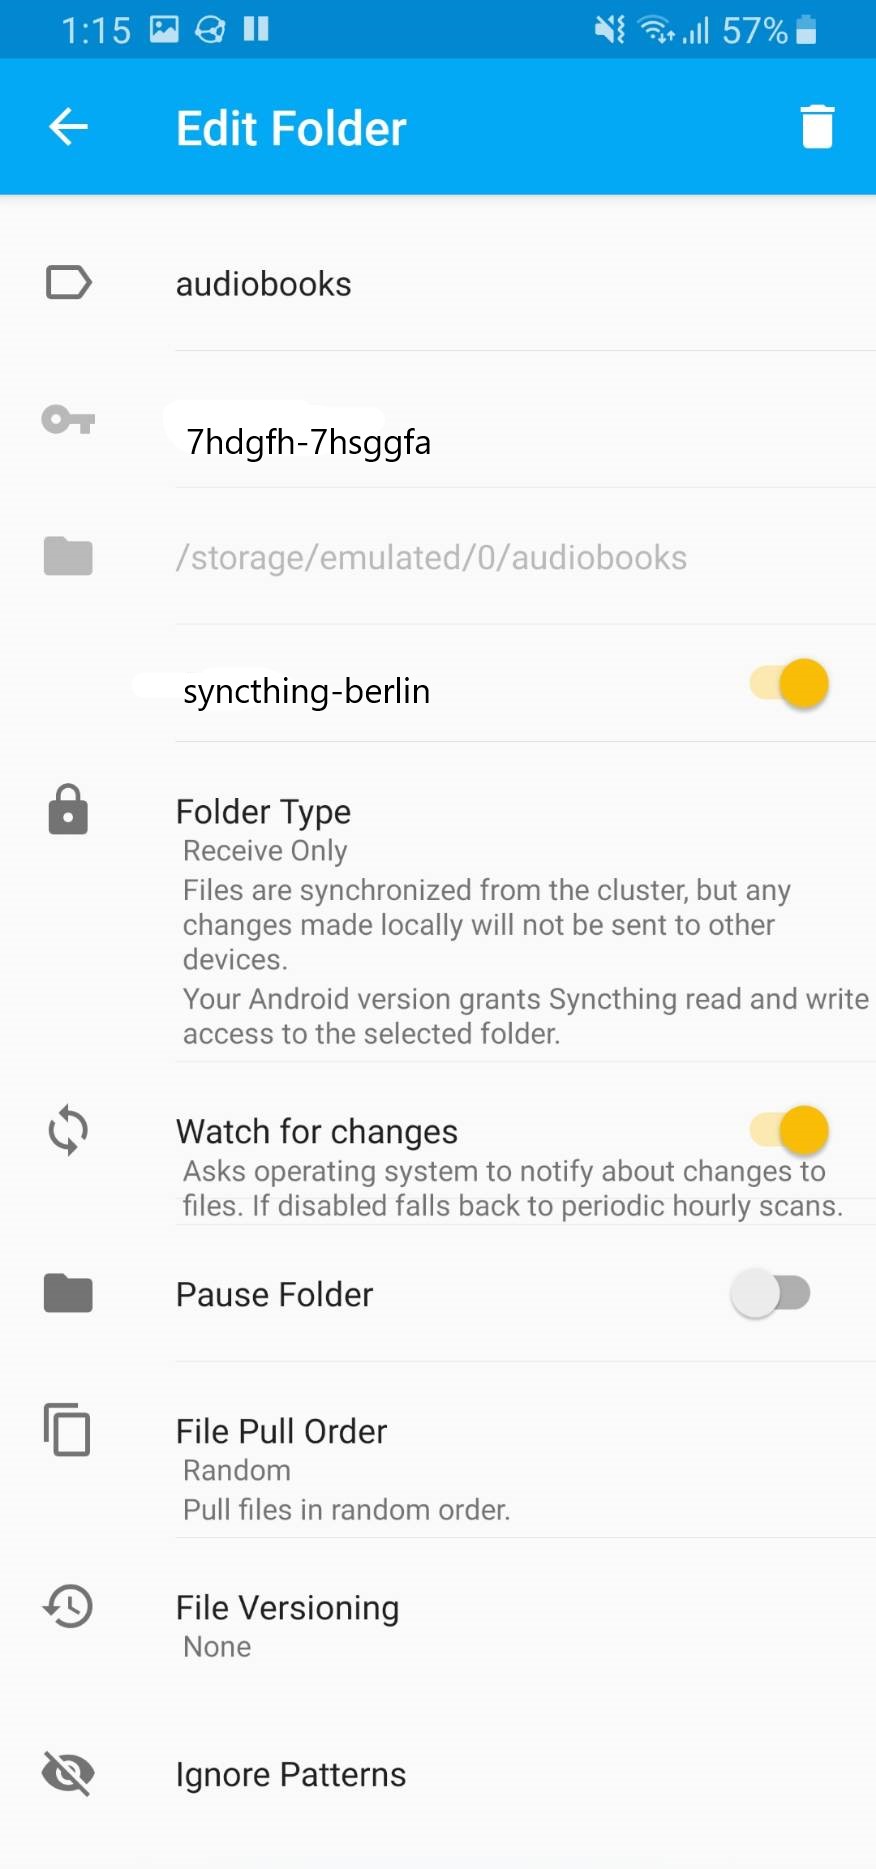 1:15 57%
Edit Folder
audiobooks
7hdgfh-7hsggfa
/storage/emulated/0/audiobooks
syncthing-berlin
Folder Type
Receive Only
Files are synchronized from the cluster, but any
changes made locally will not be sent to other
devices.
Your Android version grants Syncthing read and write
access to the selected folder.
Watch for changes
Asks operating system to notify about changes to
files. If disabled falls back to periodic hourly scans.
Pause Folder
File Pull Order
Random
Pull files in random order.
File Versioning
None
Ignore Patterns